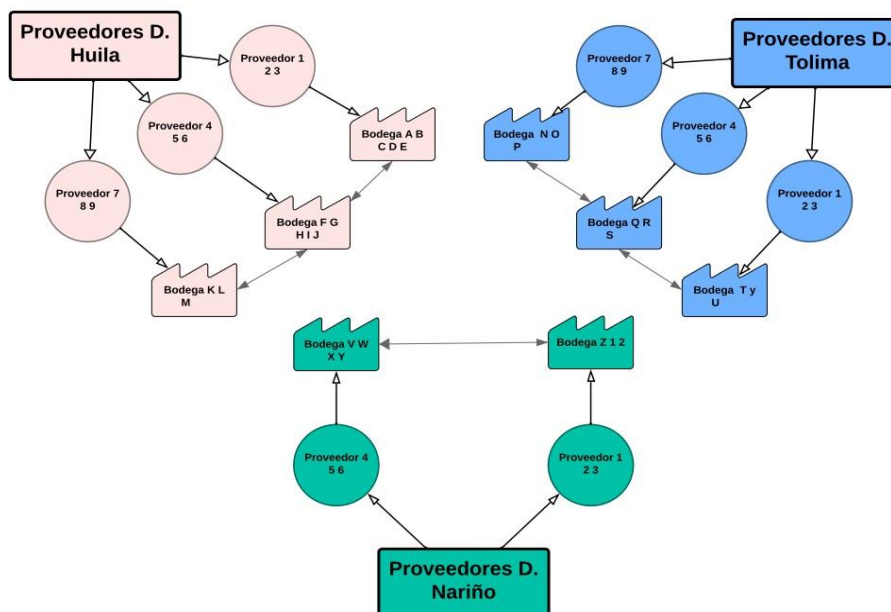 Proveedores D.
Huila
Proveedor 1
2 3
Proveedor 4
5 6
Proveedor 7
8 9
Bodega A B
C D E
Bodega F G
H I J
Bodega K L
M
Proveedores D.
Tolima
Proveedor 7
8 9
Proveedor 4
5 6
Proveedor 1
2 3
Bodega N O
P
Bodega Q R
S
Bodega T y
U
Bodega V W
X Y
Bodega Z 1 2
Proveedor 4
5 6
Proveedor 1
2 3
Proveedores D.
Nariño